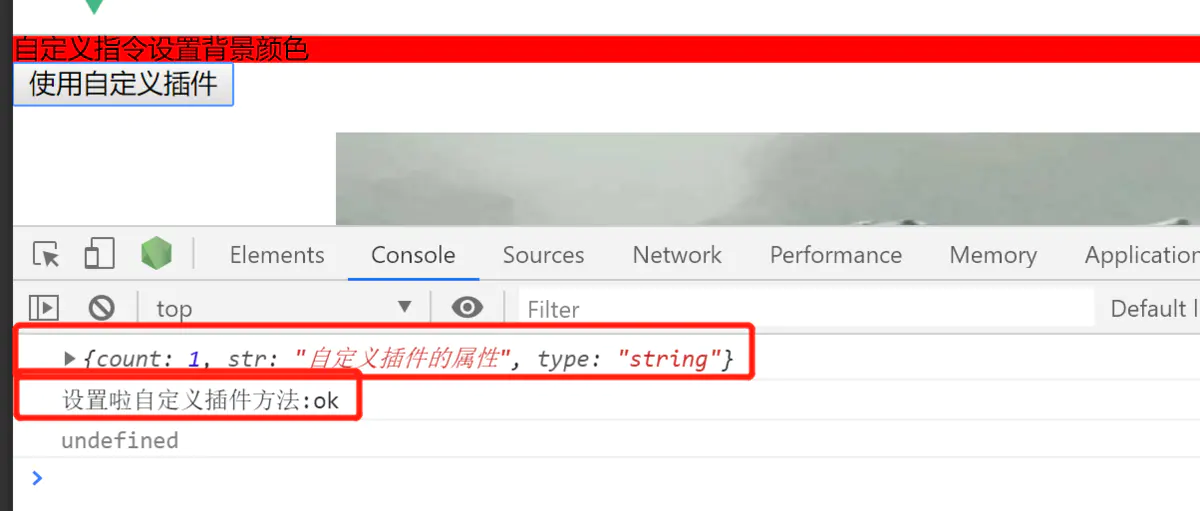 自定义指令设置背景颜色
使用自定义插件
Elements Console Sources Network Performance Memory Application
top Filter Default l
{count: 1, str: "自定义插件的属性", type: "string"}
设置啦自定义插件方法:ok
undefined